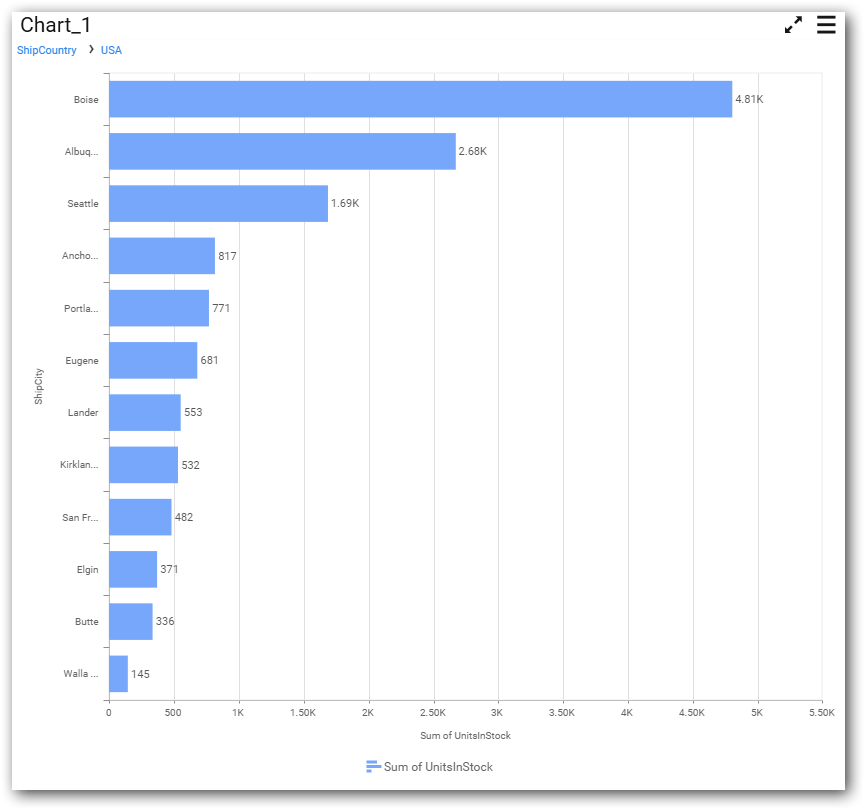 Chart_1
ShipCountry > USA
Boise 4.81K
Albuq... 2.68K
Seattle 1.69K
Ancho... 817
Portla... 771
Eugene 681
Lander 553
Kirklan... 532
San Fr... 482
Elgin 371
Butte 336
Walla ... 145
ShipCity
0 500 1K 1.50K 2K 2.50K 3K 3.50K 4K 4.50K 5K 5.50K
Sum of UnitsInStock
Sum of UnitsInStock